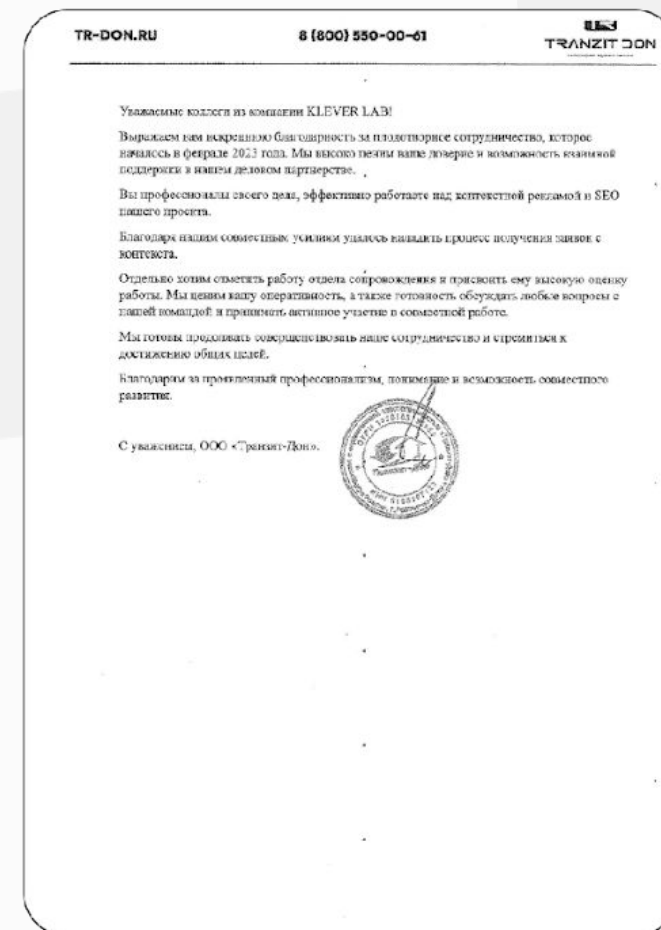 TR-DON.RU
8 (800) 550-00-61
TRANZIT DON
Уважаемые коллеги из компании KLEVER LAB!
Выражаем вам искреннюю благодарность за плодотворное сотрудничество, которое
началось в феврале 2023 года. Мы высоко ценим ваше доверие и возможность взаимной
поддержки в нашем деловом партнерстве.
Вы профессионалы своего дела, эффективно работаете над контекстной рекламой и SEO
нашего проекта.
Благодаря нашим совместным усилиям удалось наладить процесс получения заявок с
контекста.
Отдельно хотим отметить работу отдела сопровождения и присвоить ему высокую оценку
работы. Мы ценим вашу оперативность, а также готовность обсуждать любые вопросы с
нашей командой и принимать активное участие в совместной работе.
Мы готовы продолжать совершенствовать наше сотрудничество и стремиться к
достижению общих целей.
Благодарим за проявленный профессионализм, понимание и возможность совместного
развития.
С уважением, ООО «Транзит-Дон».